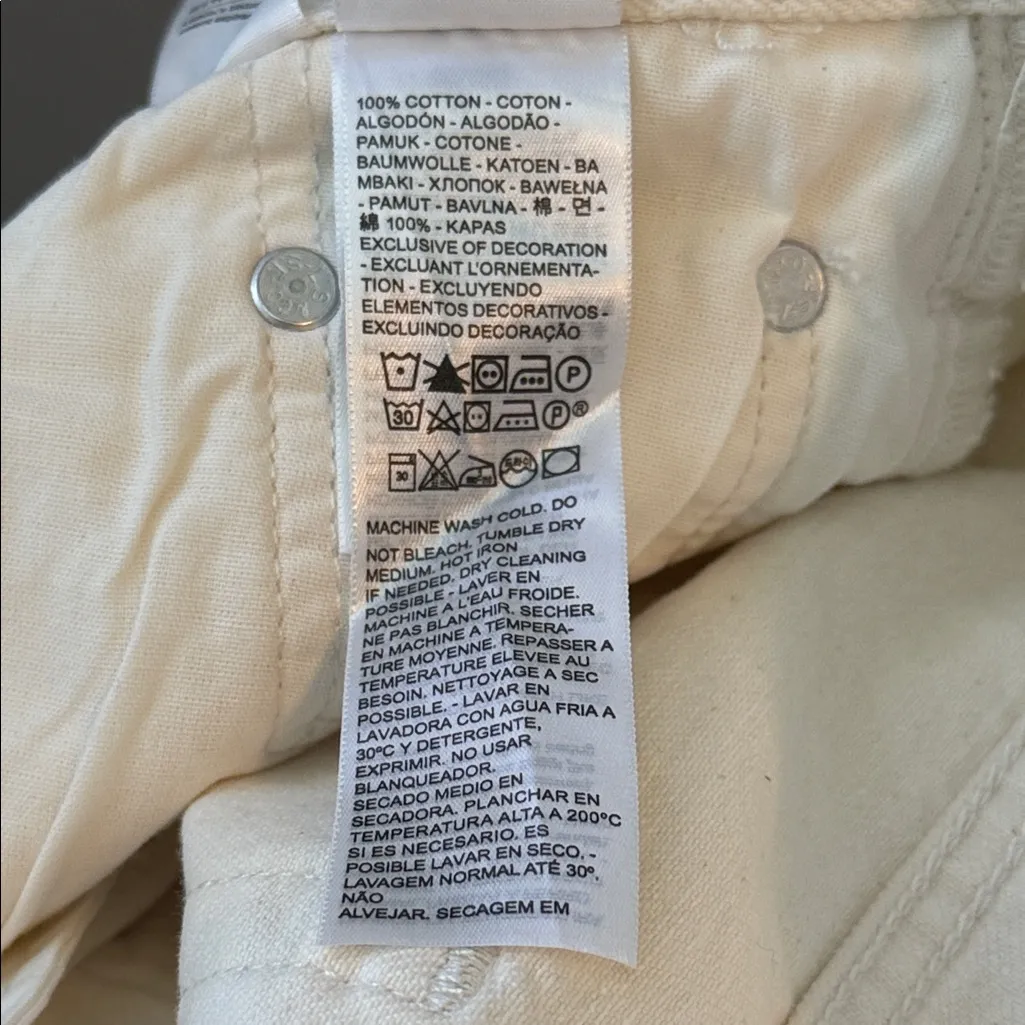 100% COTTON - COTON -
ALGODÓN - ALGODÃO -
PAMUK - COTONE -
BAUMWOLLE - KATOEN - BA
MBAKI - ХЛОПОК - BAWEŁNA
- PAMUT - BAVLNA - 棉 - 면 -
綿 100% - KAPAS
EXCLUSIVE OF DECORATION
- EXCLUANT L'ORNEMENTA-
TION - EXCLUYENDO
ELEMENTOS DECORATIVOS -
EXCLUINDO DECORAÇÃO
P
30 P®
30 드라이
MACHINE WASH COLD. DO
NOT BLEACH. TUMBLE DRY
MEDIUM. HOT IRON
IF NEEDED. DRY CLEANING
POSSIBLE - LAVER EN
MACHINE A L'EAU FROIDE.
NE PAS BLANCHIR. SECHER
EN MACHINE A TEMPERA-
TURE MOYENNE. REPASSER A
TEMPERATURE ELEVEE AU
BESOIN. NETTOYAGE A SEC
POSSIBLE. - LAVAR EN
LAVADORA CON AGUA FRIA A
30ºC Y DETERGENTE,
EXPRIMIR. NO USAR
BLANQUEADOR.
SECADO MEDIO EN
SECADORA. PLANCHAR EN
TEMPERATURA ALTA A 200ºC
SI ES NECESARIO. ES
POSIBLE LAVAR EN SECO. -
LAVAGEM NORMAL ATÉ 30º.
NÃO
ALVEJAR. SECAGEM EM